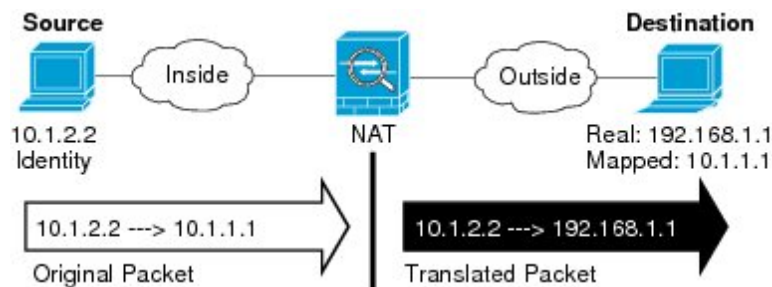 Source
Destination
Inside
Outside
10.1.2.2
Identity
NAT
Real: 192.168.1.1
Mapped: 10.1.1.1
10.1.2.2 ---> 10.1.1.1
10.1.2.2 ---> 192.168.1.1
Original Packet
Translated Packet